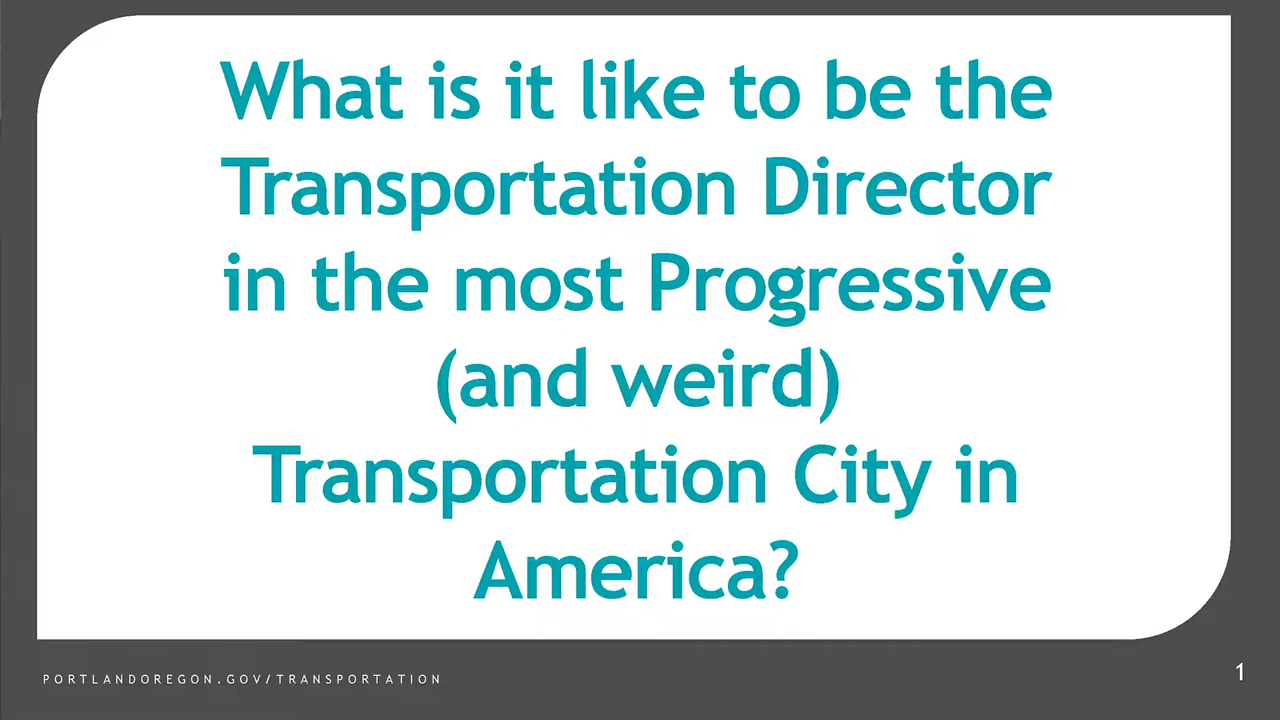 What is it like to be the
Transportation Director
in the most Progressive
(and weird)
Transportation City in
America?
PORTLANDOREGON.GOV/TRANSPORTATION
1